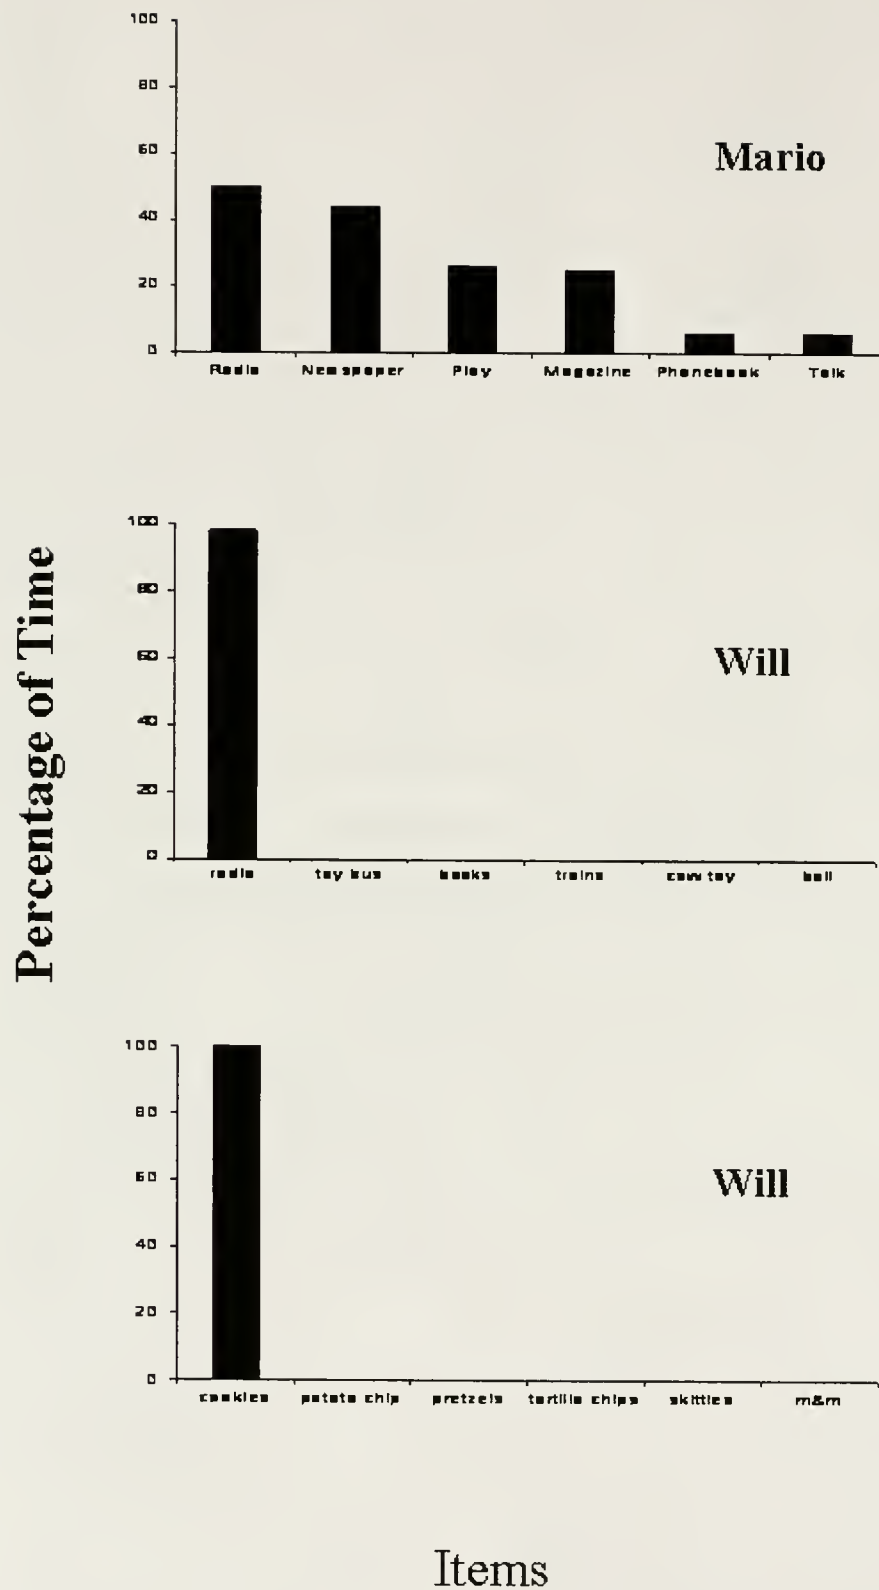 Percentage of Time
100
80
60
40
20
0
Mario
Radio Newspaper Play Magazine Phonebook Talk
100
80
60
40
20
0
Will
radio toy bus books trains cow toy ball
100
80
60
40
20
0
Will
cookies potato chip pretzels tortilla chips skittles m&m
Items